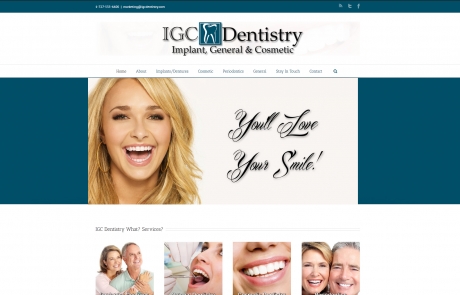 IGC Dentistry
Implant, General & Cosmetic
Home About Implants/Dentures Cosmetic Periodontics General Stay In Touch Contact
You'll Love
Your Smile!
IGC Dentistry What? Services?